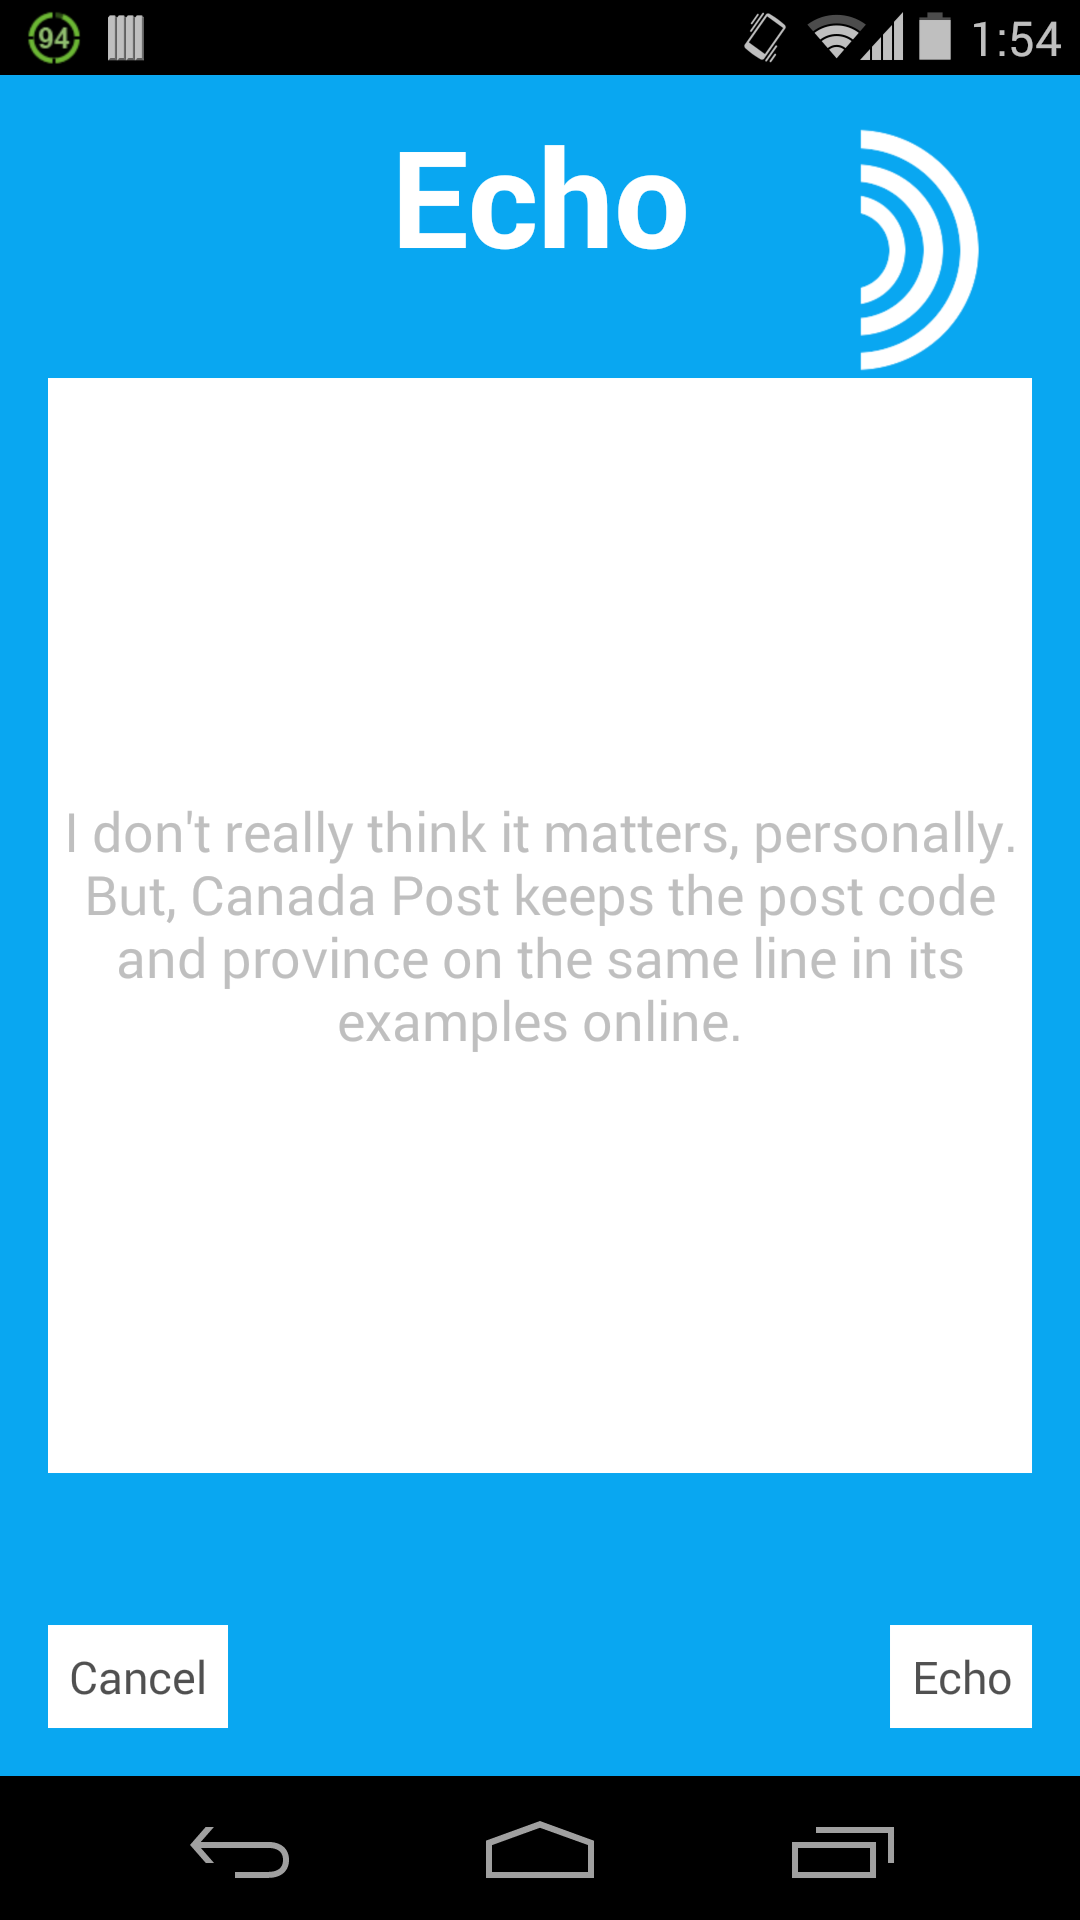 94
1:54
Echo
I don't really think it matters, personally.
But, Canada Post keeps the post code
and province on the same line in its
examples online.
Cancel
Echo